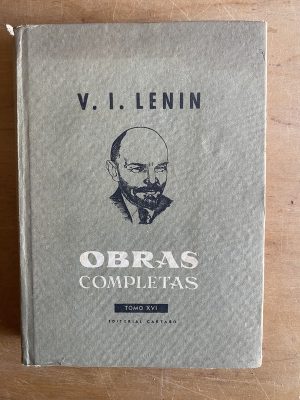 V. I. LENIN
OBRAS
COMPLETAS
TOMO XVI
EDITORIAL CARTAGO